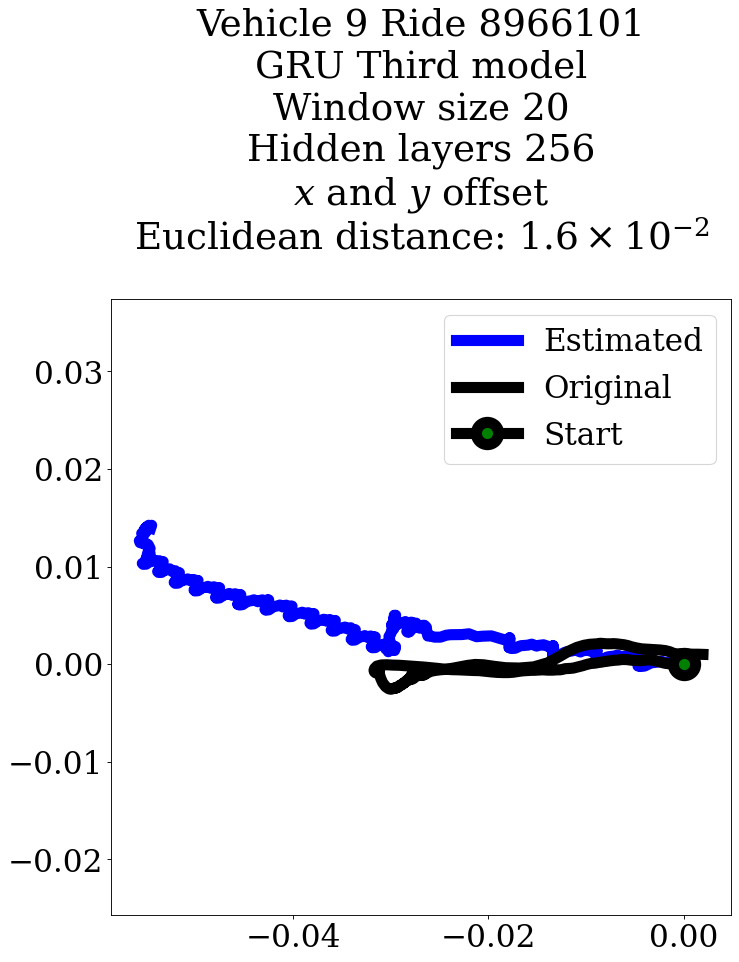 Vehicle 9 Ride 8966101
GRU Third model
Window size 20
Hidden layers 256
x and y offset
Euclidean distance: 1.6 × 10⁻²
Estimated
Original
Start
0.03
0.02
0.01
0.00
−0.01
−0.02
−0.04
−0.02
0.00